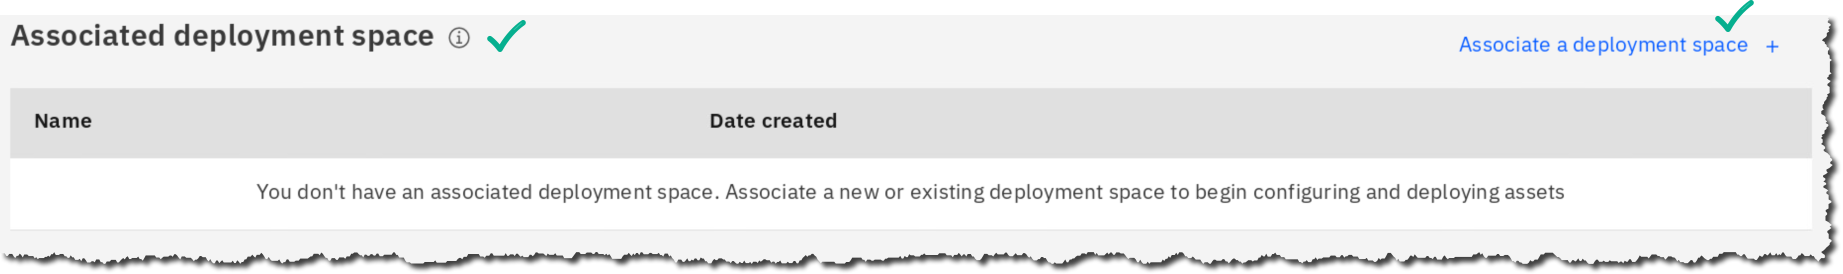 Associated deployment space
Associate a deployment space +
Name Date created
You don't have an associated deployment space. Associate a new or existing deployment space to begin configuring and deploying assets